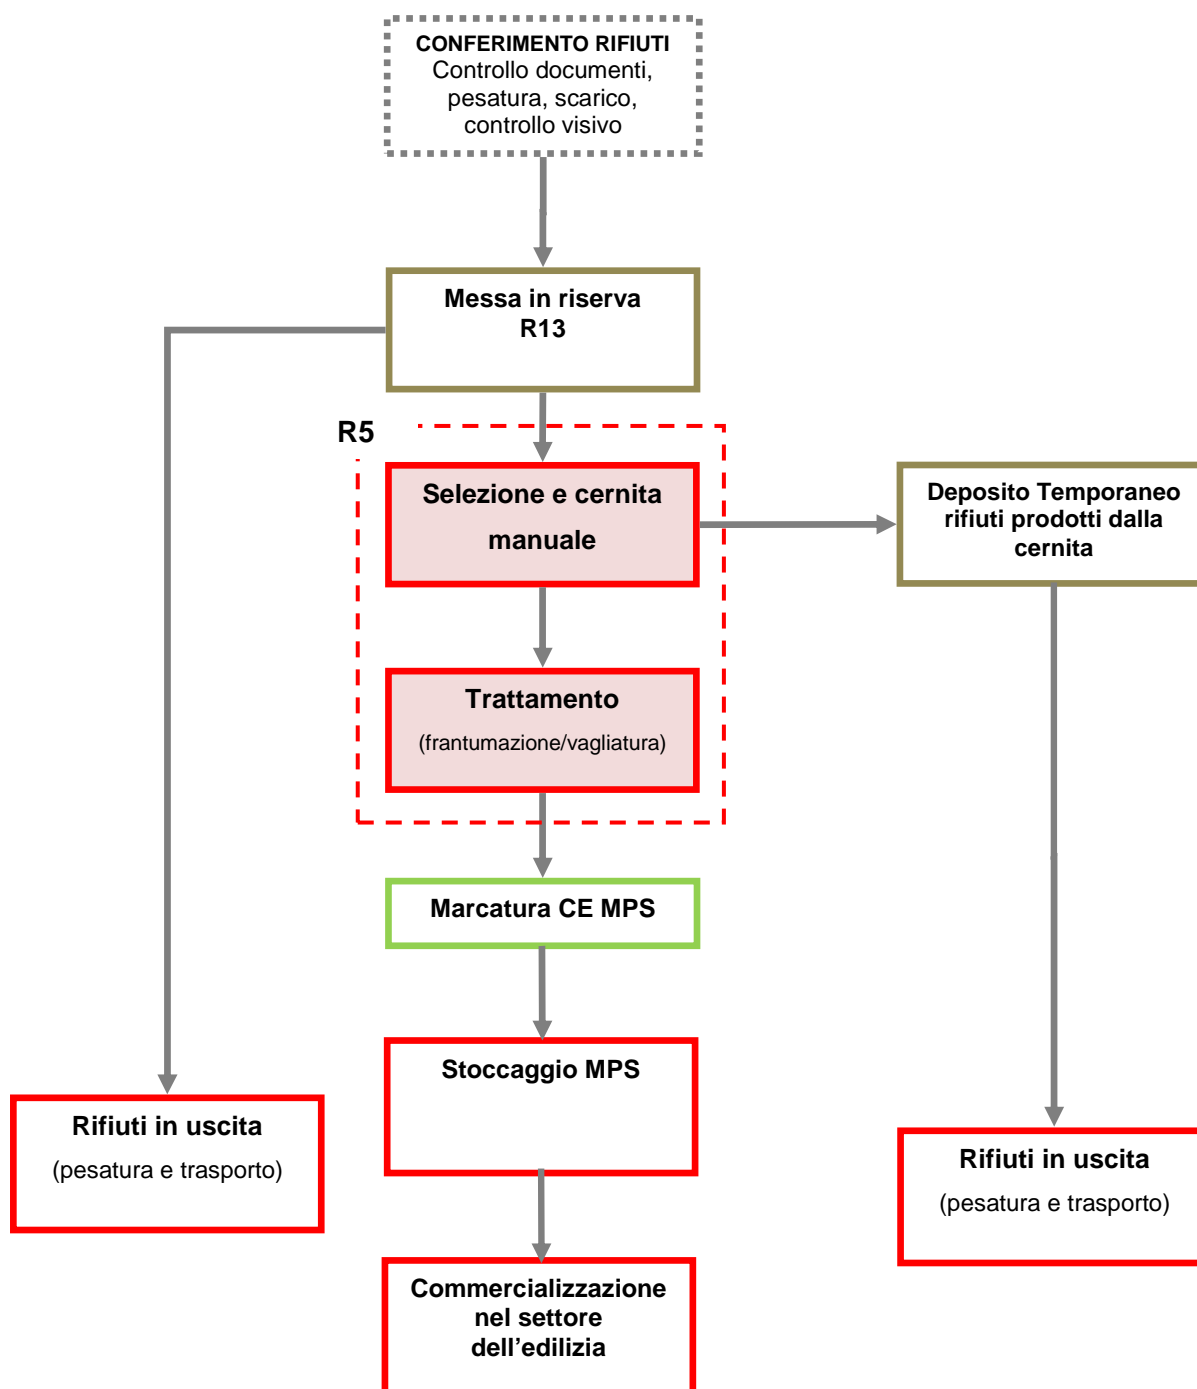 CONFERIMENTO RIFIUTI
Controllo documenti,
pesatura, scarico,
controllo visivo
Messa in riserva
R13
R5
Selezione e cernita
manuale
Deposito Temporaneo
rifiuti prodotti dalla
cernita
Trattamento
(frantumazione/vagliatura)
Marcatura CE MPS
Stoccaggio MPS
Rifiuti in uscita
(pesatura e trasporto)
Rifiuti in uscita
(pesatura e trasporto)
Commercializzazione
nel settore
dell’edilizia